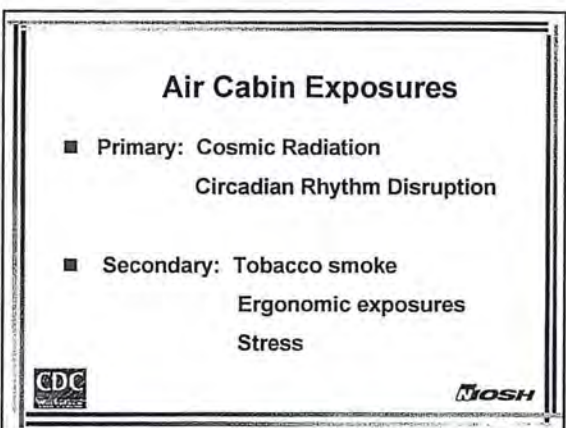 Air Cabin Exposures
■ Primary: Cosmic Radiation
Circadian Rhythm Disruption
■ Secondary: Tobacco smoke
Ergonomic exposures
Stress
CDC
NIOSH